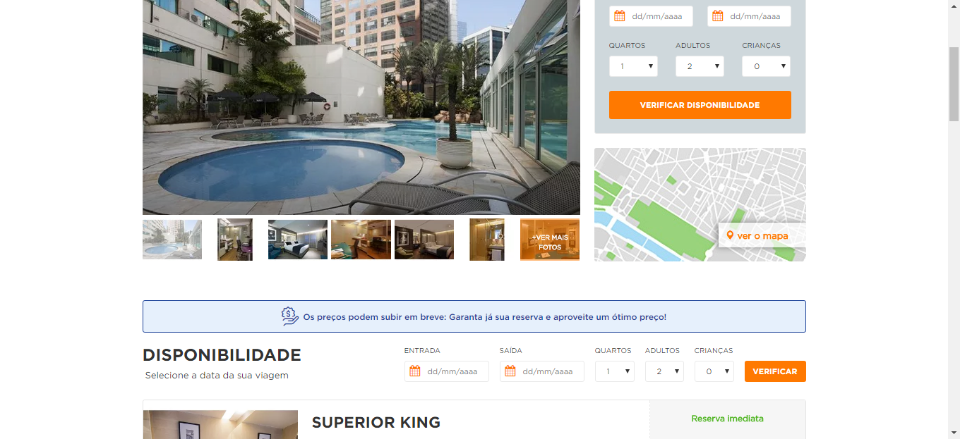 dd/mm/aaaa dd/mm/aaaa
QUARTOS ADULTOS CRIANÇAS
1 2 0
VERIFICAR DISPONIBILIDADE
ver o mapa
+VER MAIS
FOTOS
Os preços podem subir em breve: Garanta já sua reserva e aproveite um ótimo preço!
DISPONIBILIDADE
Selecione a data da sua viagem
ENTRADA SAÍDA QUARTOS ADULTOS CRIANÇAS
dd/mm/aaaa dd/mm/aaaa 1 2 0 VERIFICAR
SUPERIOR KING
Reserva imediata